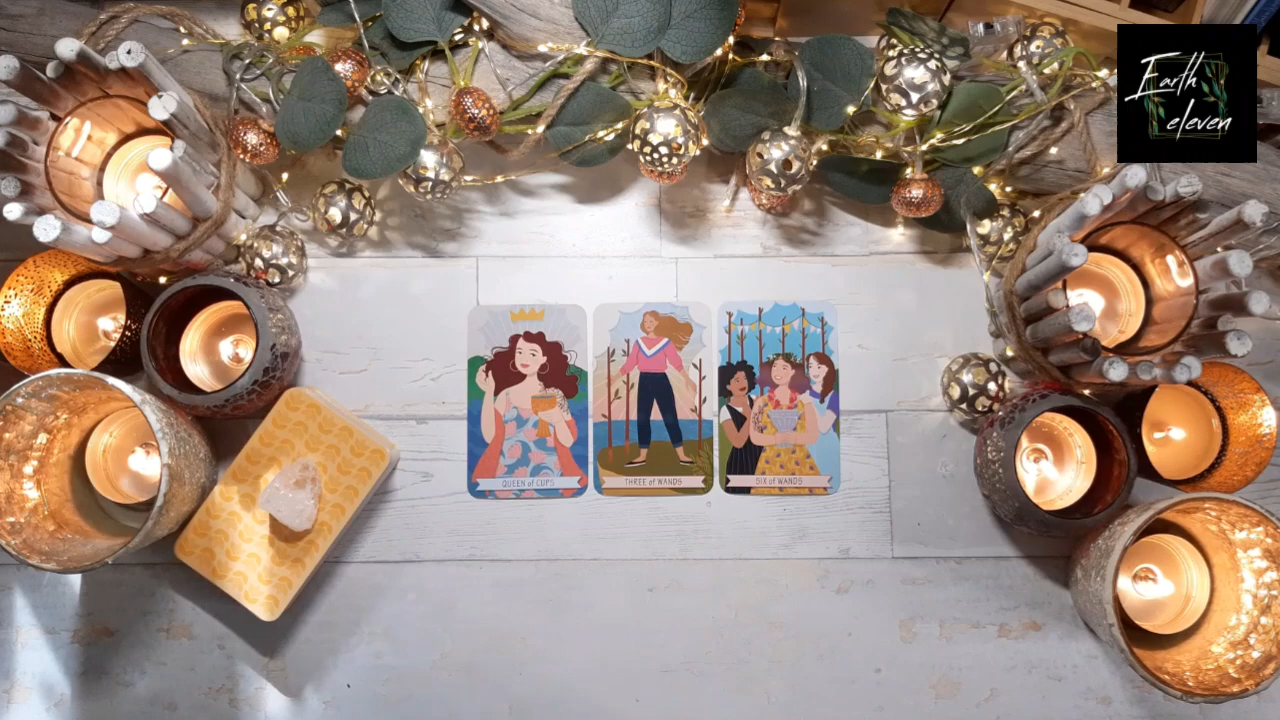 Earth
eleven
QUEEN of CUPS
THREE of WANDS
SIX of WANDS